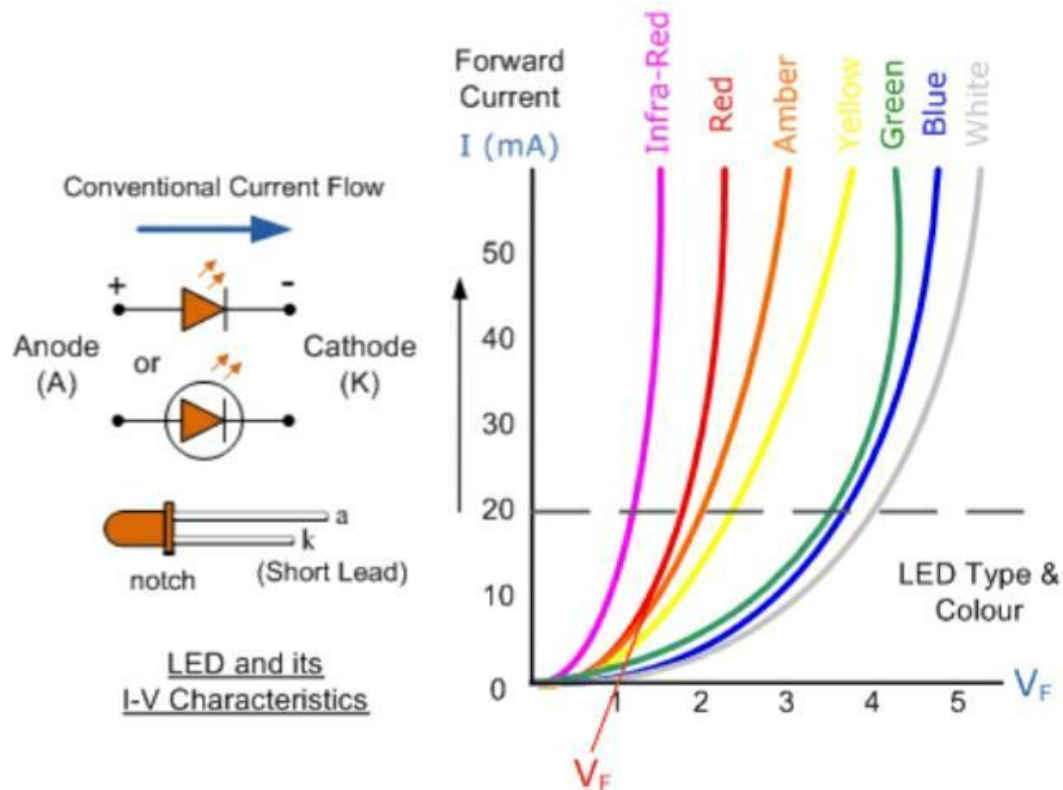 Conventional Current Flow
+
-
Anode
(A)
or
Cathode
(K)
a
k
notch
(Short Lead)
LED and its
I-V Characteristics
Forward
Current
I (mA)
Infra-Red
Red
Amber
Yellow
Green
Blue
White
50
40
30
20
10
0
LED Type &
Colour
1
2
3
4
5
V_F
V_F